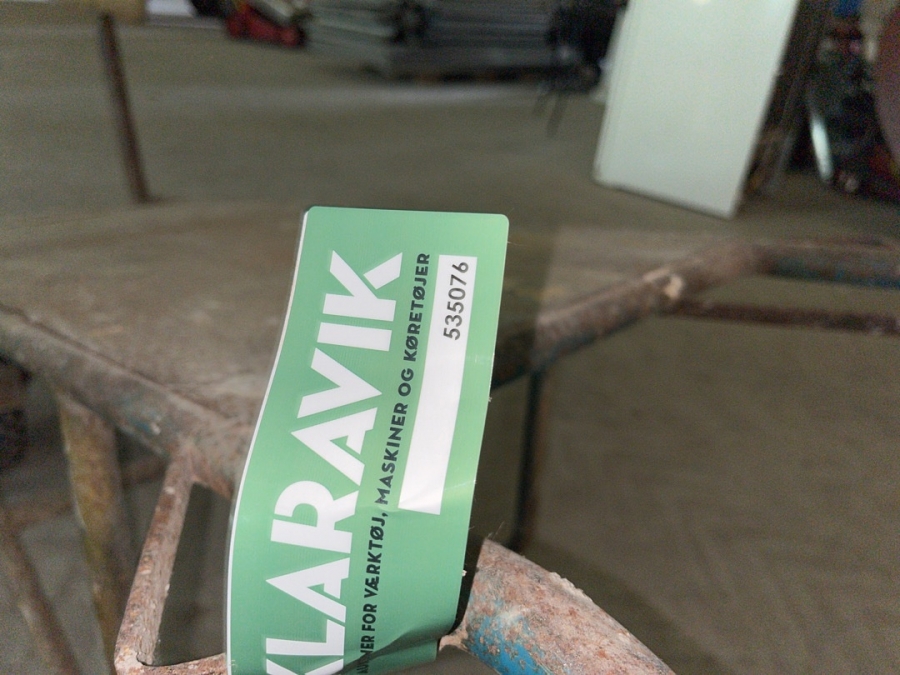 KLARAVIK
FOR VÆRKTØJ, MASKINER OG KØRETØJER
535076